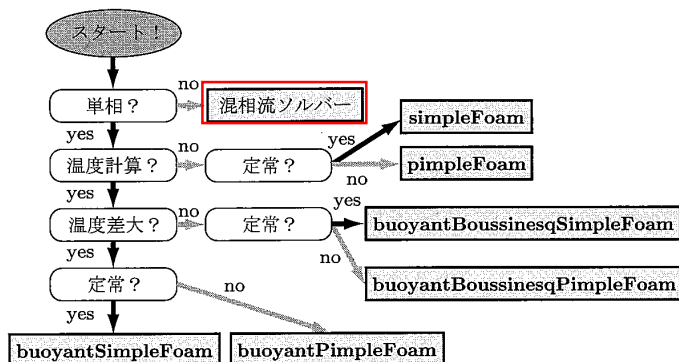 スタート！
no
単相？
混相流ソルバー
yes
simpleFoam
yes
温度計算？
no
定常？
no
pimpleFoam
yes
温度差大？
no
定常？
yes
buoyantBoussinesqSimpleFoam
yes
no
定常？
no
buoyantBoussinesqPimpleFoam
yes
buoyantSimpleFoam
buoyantPimpleFoam